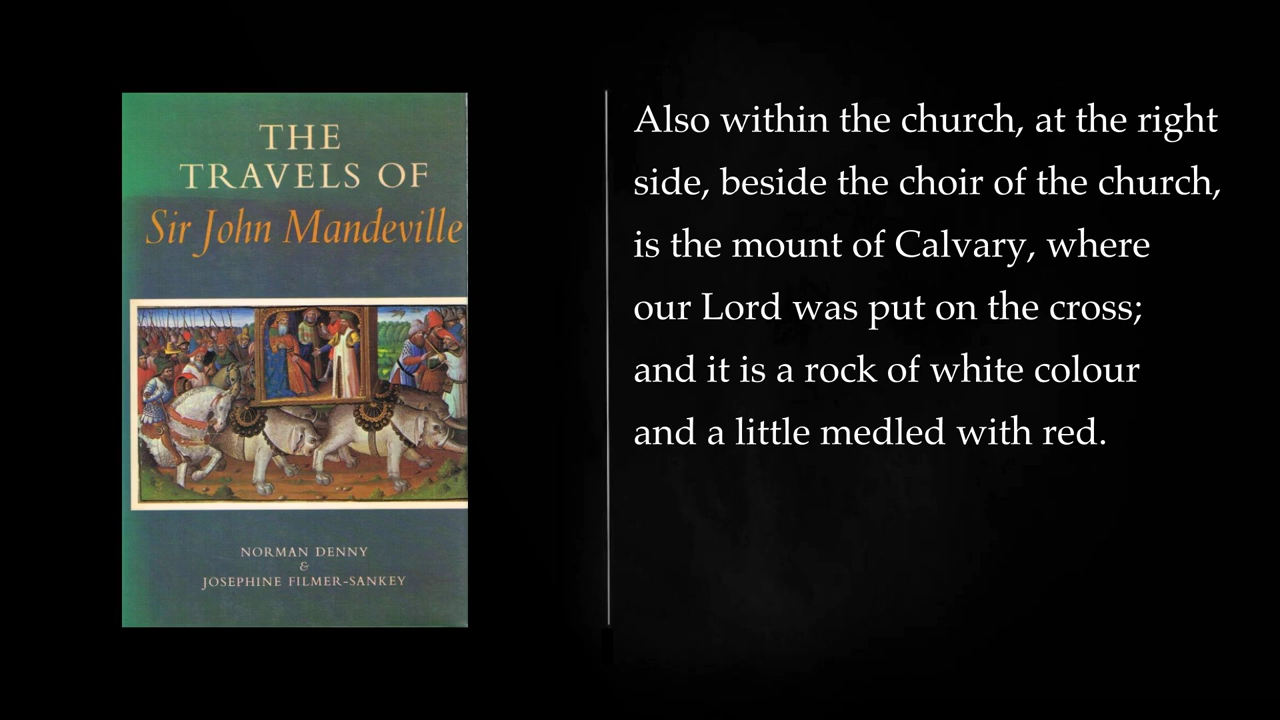 THE
TRAVELS OF
Sir John Mandeville
NORMAN DENNY
&
JOSEPHINE FILMER-SANKEY
Also within the church, at the right
side, beside the choir of the church,
is the mount of Calvary, where
our Lord was put on the cross;
and it is a rock of white colour
and a little medled with red.